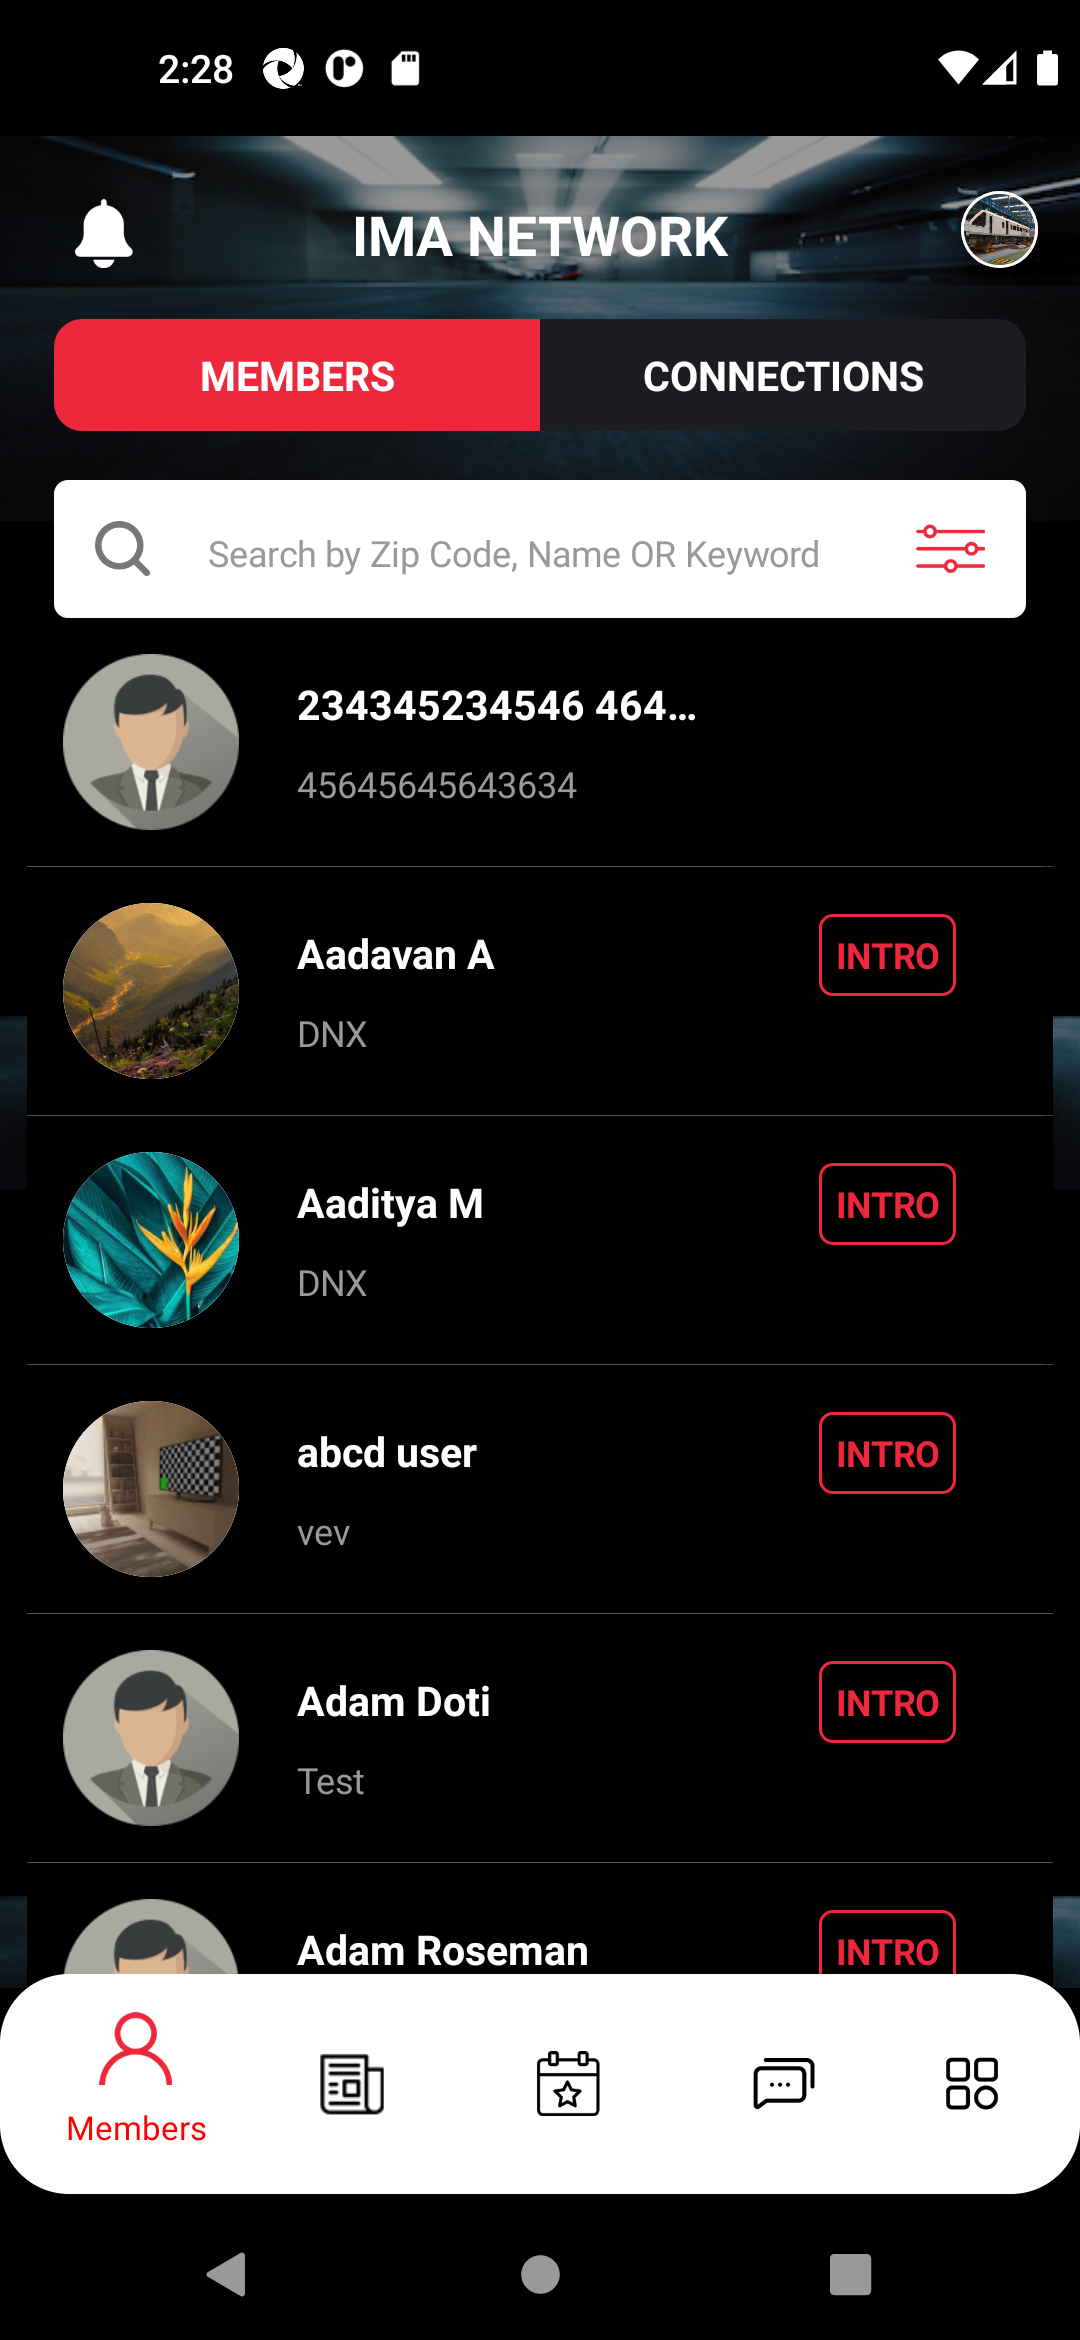 2:28
IMA NETWORK
MEMBERS
CONNECTIONS
Search by Zip Code, Name OR Keyword
234345234546 464...
45645645643634
Aadavan A
INTRO
DNX
Aaditya M
INTRO
DNX
abcd user
INTRO
vev
Adam Doti
INTRO
Test
Adam Roseman
INTRO
Members